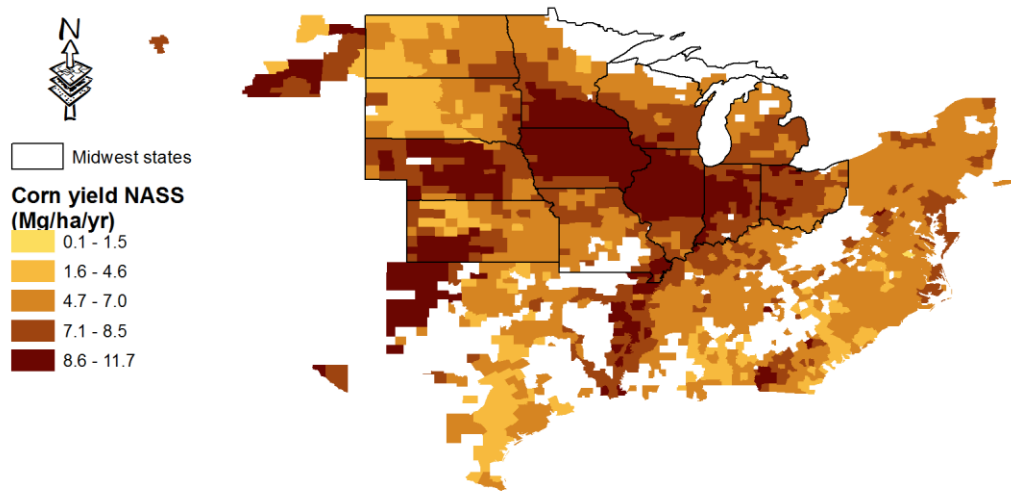 N
Midwest states
Corn yield NASS
(Mg/ha/yr)
0.1 - 1.5
1.6 - 4.6
4.7 - 7.0
7.1 - 8.5
8.6 - 11.7